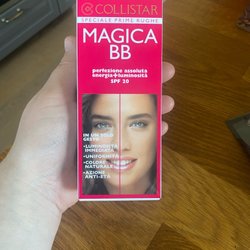 COLLISTAR
SPECIALE PRIME RUGHE
MAGICA
BB
perfezione assoluta
energia+luminosità
SPF 20
IN UN SOLO
GESTO
•LUMINOSITÀ
IMMEDIATA
•UNIFORMITÀ
•COLORE
NATURALE
•AZIONE
ANTI-ETÀ